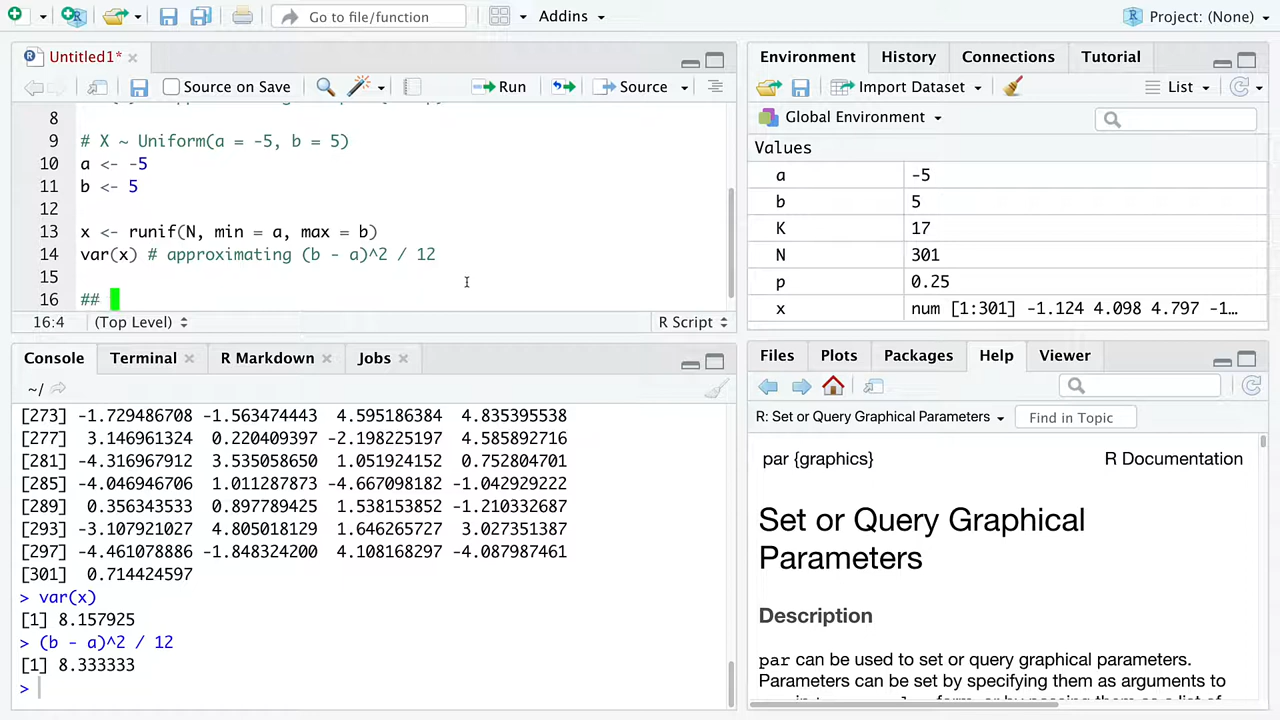 Go to file/function
Addins
Project: (None)
Untitled1*
Source on Save
Run
Source
8
9 # X ~ Uniform(a = -5, b = 5)
10 a <- -5
11 b <- 5
12
13 x <- runif(N, min = a, max = b)
14 var(x) # approximating (b - a)^2 / 12
15
16 ##
16:4 (Top Level) R Script
Console Terminal R Markdown Jobs
~/
[273] -1.729486708 -1.563474443 4.595186384 4.835395538
[277] 3.146961324 0.220409397 -2.198225197 4.585892716
[281] -4.316967912 3.535058650 1.051924152 0.752804701
[285] -4.046946706 1.011287873 -4.667098182 -1.042929222
[289] 0.356343533 0.897789425 1.538153852 -1.210332687
[293] -3.107921027 4.805018129 1.646265727 3.027351387
[297] -4.461078886 -1.848324200 4.108168297 -4.087987461
[301] 0.714424597
> var(x)
[1] 8.157925
> (b - a)^2 / 12
[1] 8.333333
>
Environment History Connections Tutorial
Import Dataset List
Global Environment
Values
a -5
b 5
K 17
N 301
p 0.25
x num [1:301] -1.124 4.098 4.797 -1…
Files Plots Packages Help Viewer
R: Set or Query Graphical Parameters Find in Topic
par {graphics} R Documentation
Set or Query Graphical
Parameters
Description
par can be used to set or query graphical parameters.
Parameters can be set by specifying them as arguments to